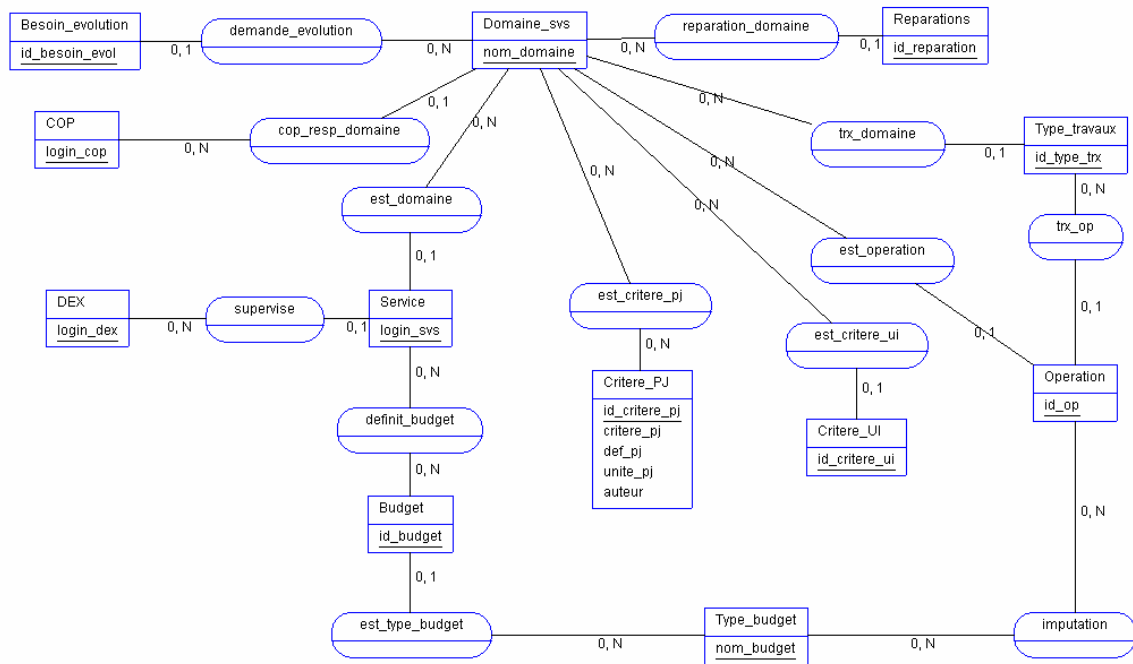 Besoin_evolution
id_besoin_evol
0, 1
demande_evolution
0, N
Domaine_svs
nom_domaine
0, N
reparation_domaine
0, 1
Reparations
id_reparation
COP
login_cop
0, N
cop_resp_domaine
0, 1
0, N
0, N
trx_domaine
0, 1
Type_travaux
id_type_trx
0, N
0, N
0, N
est_domaine
0, 1
0, N
trx_op
0, 1
est_operation
0, 1
DEX
login_dex
0, N
supervise
0, 1
Service
login_svs
0, N
est_critere_pj
0, N
est_critere_ui
0, 1
Critere_PJ
id_critere_pj
critere_pj
def_pj
unite_pj
auteur
Critere_UI
id_critere_ui
Operation
id_op
definit_budget
0, N
Budget
id_budget
0, 1
0, N
est_type_budget
0, N
Type_budget
nom_budget
0, N
imputation